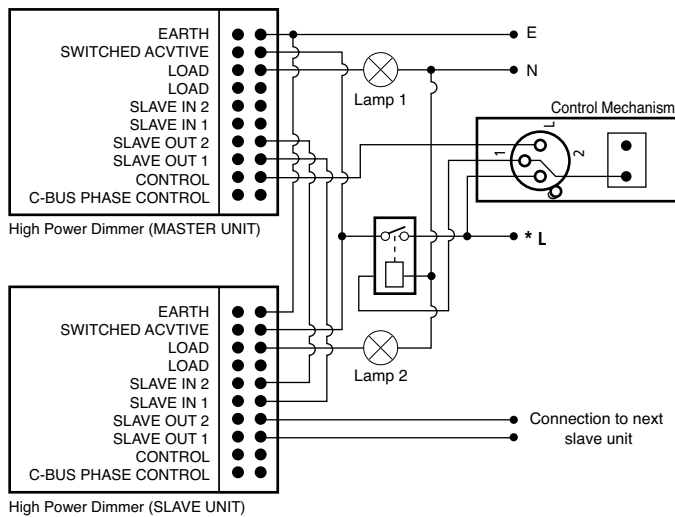 EARTH
SWITCHED ACVTIVE
LOAD
LOAD
SLAVE IN 2
SLAVE IN 1
SLAVE OUT 2
SLAVE OUT 1
CONTROL
C-BUS PHASE CONTROL
High Power Dimmer (MASTER UNIT)
E
N
Lamp 1
Control Mechanism
L
1
2
* L
EARTH
SWITCHED ACVTIVE
LOAD
LOAD
SLAVE IN 2
SLAVE IN 1
SLAVE OUT 2
SLAVE OUT 1
CONTROL
C-BUS PHASE CONTROL
High Power Dimmer (SLAVE UNIT)
Lamp 2
Connection to next
slave unit